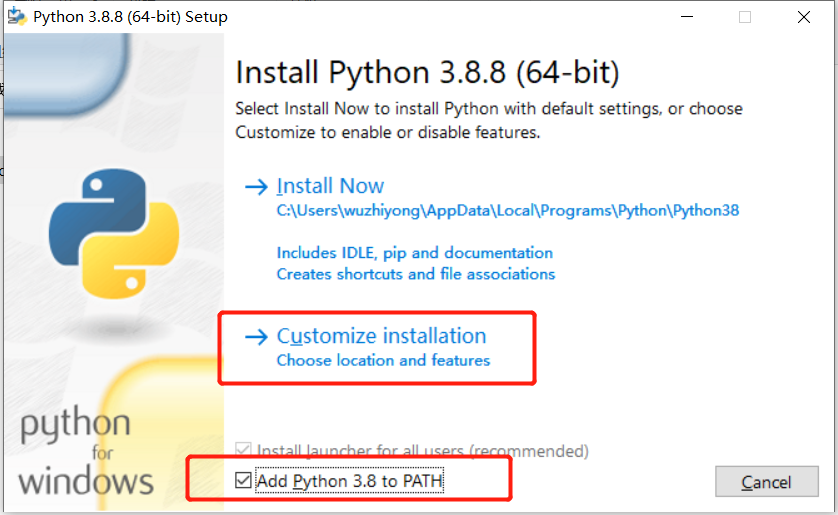 Python 3.8.8 (64-bit) Setup
Install Python 3.8.8 (64-bit)
Select Install Now to install Python with default settings, or choose
Customize to enable or disable features.
Install Now
C:\Users\wuzhiyong\AppData\Local\Programs\Python\Python38
Includes IDLE, pip and documentation
Creates shortcuts and file associations
Customize installation
Choose location and features
python
for
windows
Install launcher for all users (recommended)
Add Python 3.8 to PATH
Cancel